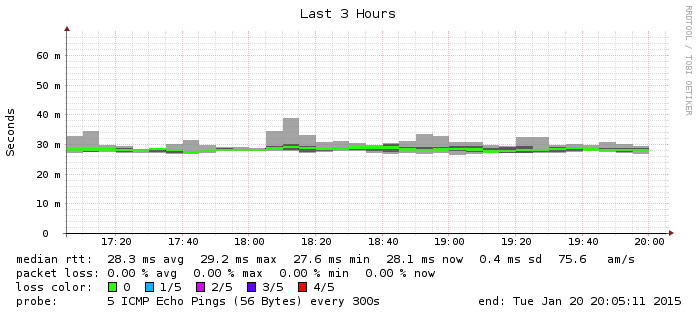 Last 3 Hours
RRDTOOL / TOBI OETIKER
Seconds
60 m
50 m
40 m
30 m
20 m
10 m
0
17:20 17:40 18:00 18:20 18:40 19:00 19:20 19:40 20:00
median rtt: 28.3 ms avg 29.2 ms max 27.6 ms min 28.1 ms now 0.4 ms sd 75.6 am/s
packet loss: 0.00 % avg 0.00 % max 0.00 % min 0.00 % now
loss color: 0 1/5 2/5 3/5 4/5
probe: 5 ICMP Echo Pings (56 Bytes) every 300s end: Tue Jan 20 20:05:11 2015